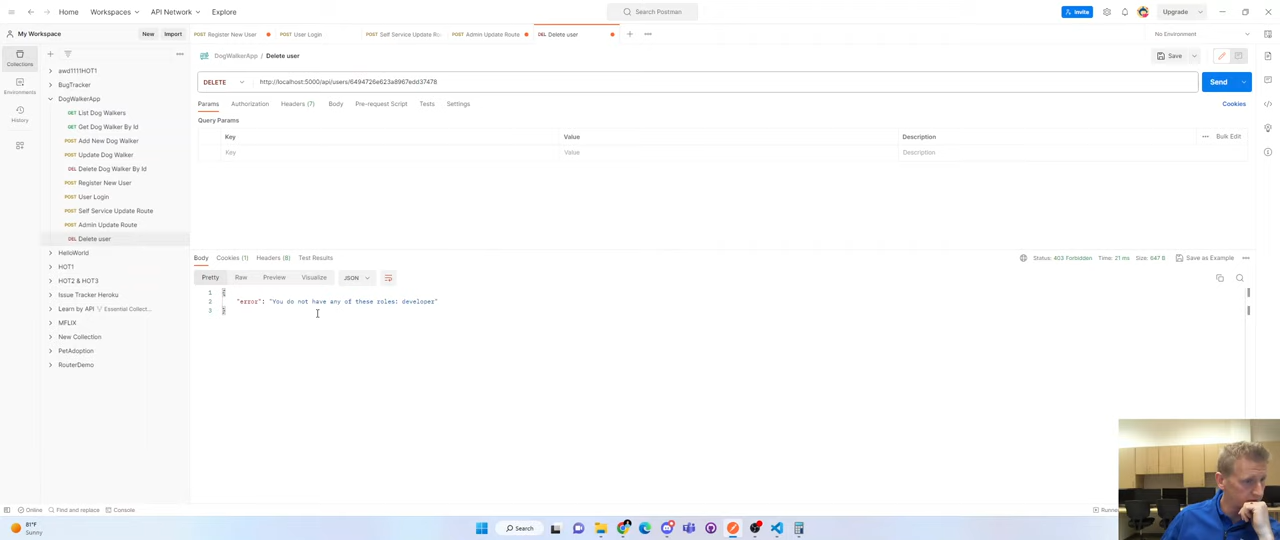 Home Workspaces API Network Explore Search Postman Invite Upgrade
My Workspace New Import POST Register New User POST User Login POST Self Service Update Ro POST Admin Update Route DEL Delete user No Environment
Collections
Environments
History
awd1111HOT1
BugTracker
DogWalkerApp
GET List Dog Walkers
GET Get Dog Walker By Id
POST Add New Dog Walker
POST Update Dog Walker
DEL Delete Dog Walker By Id
POST Register New User
POST User Login
POST Self Service Update Route
POST Admin Update Route
DEL Delete user
HelloWorld
HOT1
HOT2 & HOT3
Issue Tracker Heroku
Learn by API Essential Collect...
MFLIX
New Collection
PetAdoption
RouterDemo
DogWalkerApp / Delete user Save
DELETE http://localhost:5000/api/users/6494726e623a8967edd37478 Send
Params Authorization Headers (7) Body Pre-request Script Tests Settings Cookies
Query Params
Key Value Description Bulk Edit
Key Value Description
Body Cookies (1) Headers (8) Test Results Status: 403 Forbidden Time: 21 ms Size: 647 B Save as Example
Pretty Raw Preview Visualize JSON
1 {
2 "error": "You do not have any of these roles: developer"
3 }
Online Find and replace Console
81°F
Sunny
Search